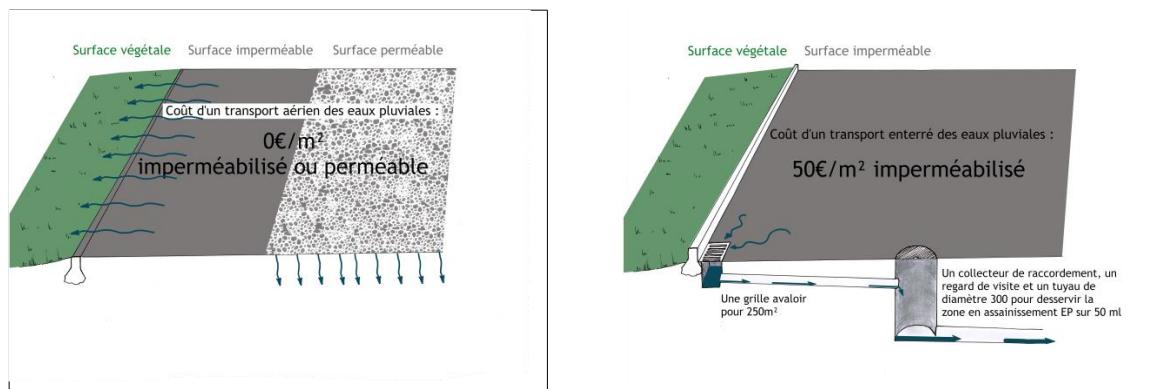 Surface végétale Surface imperméable Surface perméable
Coût d'un transport aérien des eaux pluviales :
0€/m²
imperméabilisé ou perméable
Surface végétale Surface imperméable
Coût d'un transport enterré des eaux pluviales :
50€/m² imperméabilisé
Une grille avaloir
pour 250m²
Un collecteur de raccordement, un
regard de visite et un tuyau de
diamètre 300 pour desservir la
zone en assainissement EP sur 50 ml